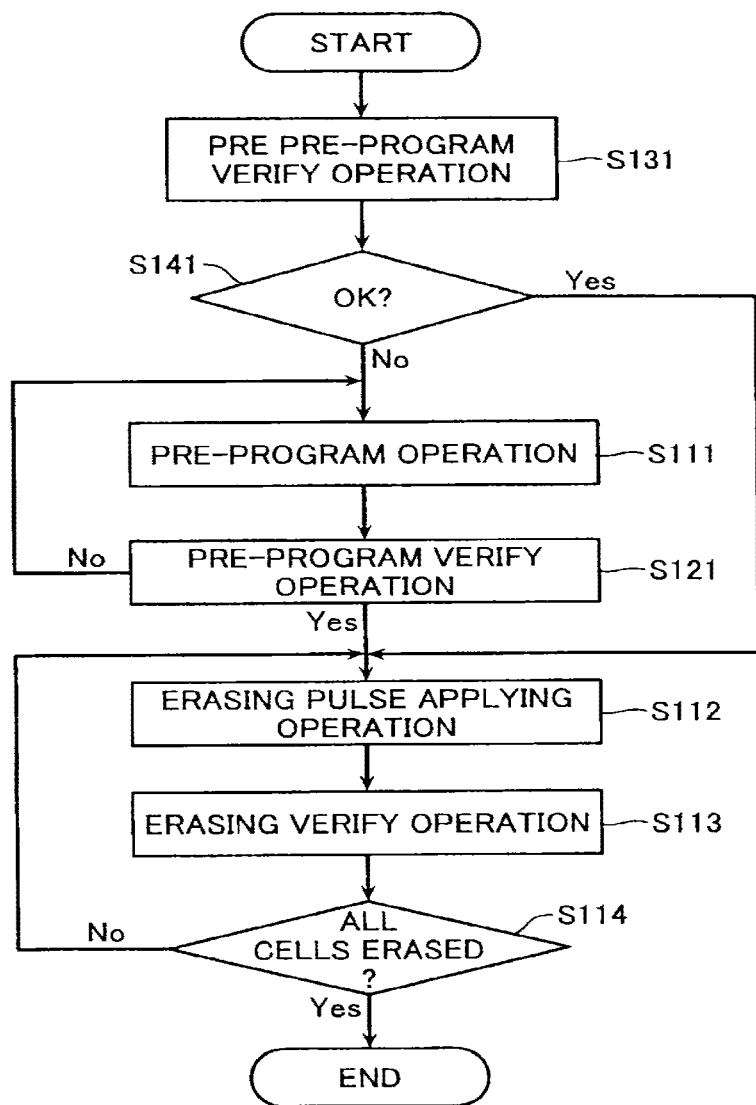 START
PRE PRE-PROGRAM
VERIFY OPERATION
S131
S141
OK?
Yes
No
PRE-PROGRAM OPERATION
S111
No
PRE-PROGRAM VERIFY
OPERATION
S121
Yes
ERASING PULSE APPLYING
OPERATION
S112
ERASING VERIFY OPERATION
S113
ALL
CELLS ERASED
?
S114
No
Yes
END